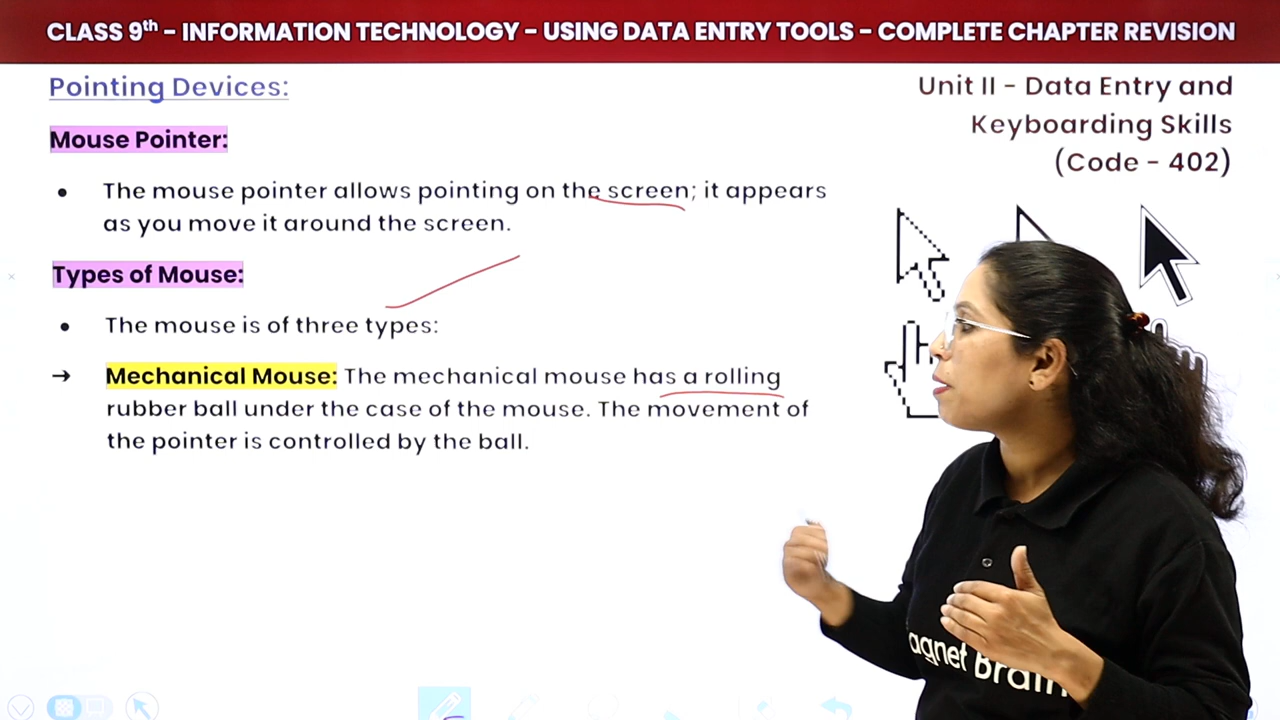 CLASS 9th - INFORMATION TECHNOLOGY - USING DATA ENTRY TOOLS - COMPLETE CHAPTER REVISION
Pointing Devices:
Unit II - Data Entry and
Keyboarding Skills
(Code - 402)
Mouse Pointer:
• The mouse pointer allows pointing on the screen; it appears
as you move it around the screen.
Types of Mouse:
• The mouse is of three types:
→ Mechanical Mouse: The mechanical mouse has a rolling
rubber ball under the case of the mouse. The movement of
the pointer is controlled by the ball.
agnet Brain